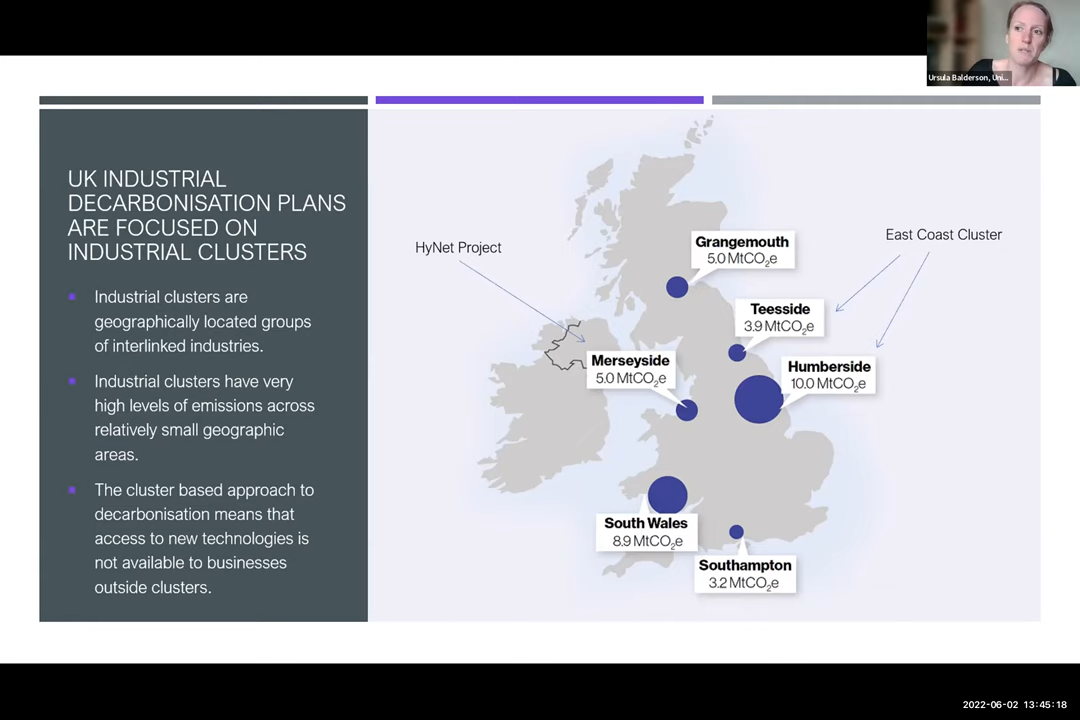 Ursula Balderson, Uni...
UK INDUSTRIAL
DECARBONISATION PLANS
ARE FOCUSED ON
INDUSTRIAL CLUSTERS
Industrial clusters are
geographically located groups
of interlinked industries.
Industrial clusters have very
high levels of emissions across
relatively small geographic
areas.
The cluster based approach to
decarbonisation means that
access to new technologies is
not available to businesses
outside clusters.
HyNet Project
East Coast Cluster
Grangemouth
5.0 MtCO₂e
Teesside
3.9 MtCO₂e
Merseyside
5.0 MtCO₂e
Humberside
10.0 MtCO₂e
South Wales
8.9 MtCO₂e
Southampton
3.2 MtCO₂e
2022-06-02 13:45:18